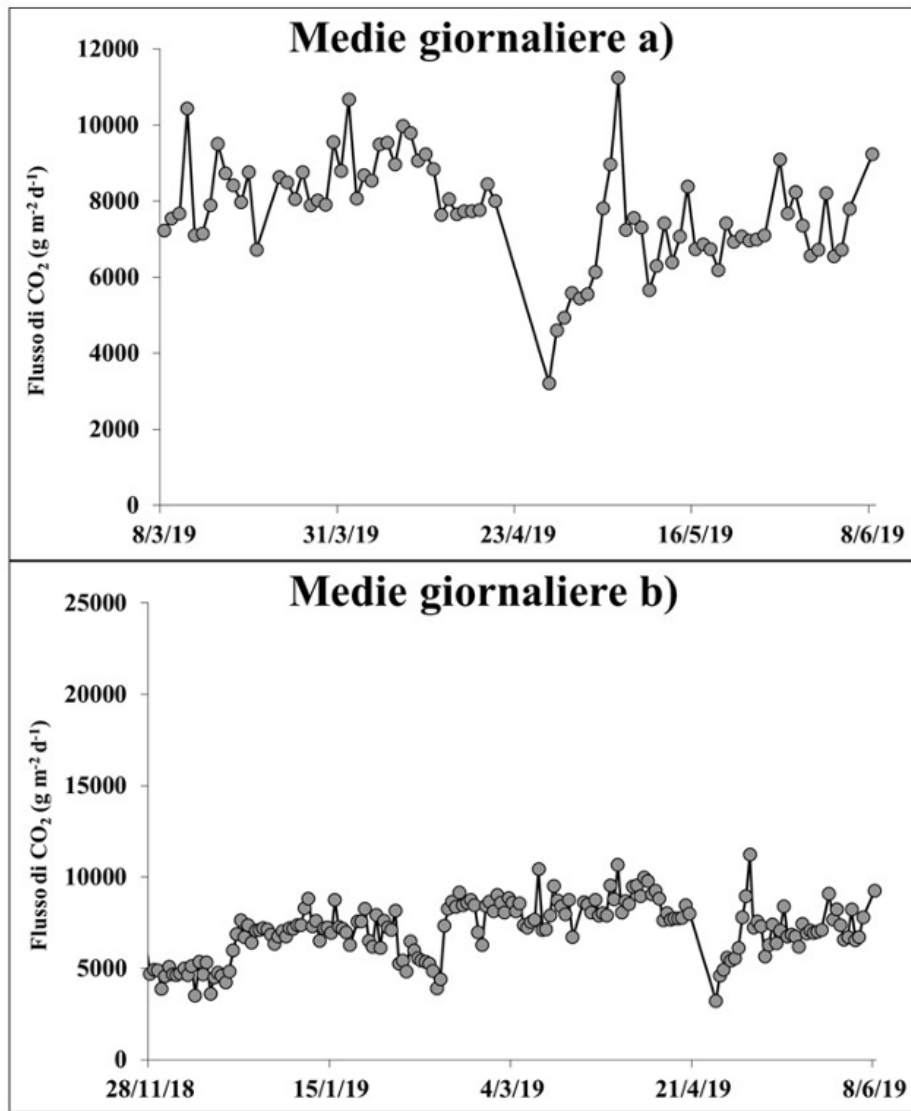 Medie giornaliere a)
12000
10000
8000
6000
4000
2000
0
Flusso di CO₂ (g m⁻² d⁻¹)
8/3/19 31/3/19 23/4/19 16/5/19 8/6/19
Medie giornaliere b)
25000
20000
15000
10000
5000
0
Flusso di CO₂ (g m⁻² d⁻¹)
28/11/18 15/1/19 4/3/19 21/4/19 8/6/19